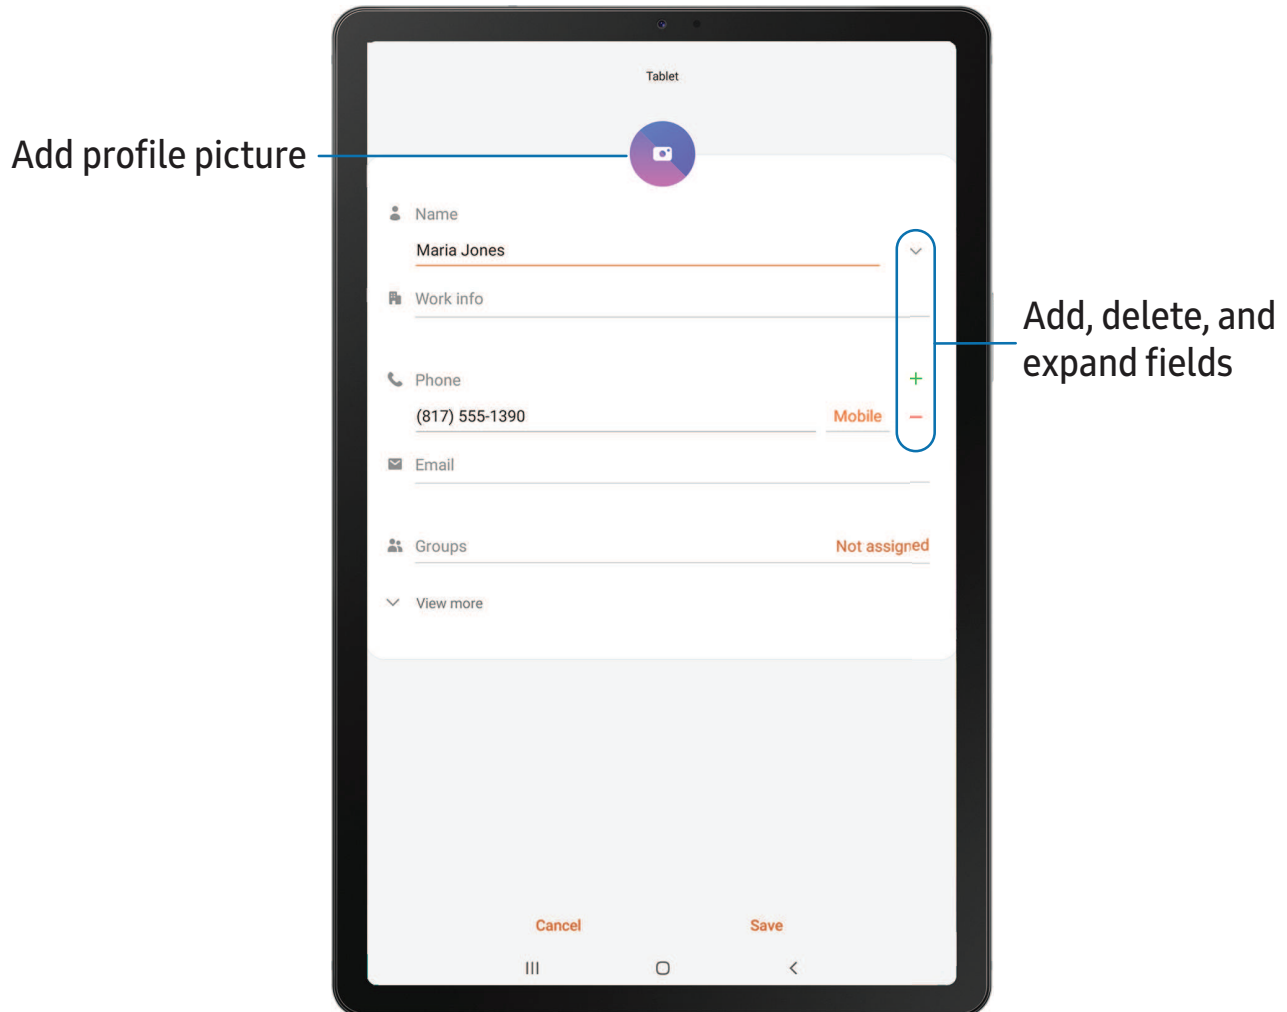 Tablet
Add profile picture
Name
Maria Jones
Work info
Add, delete, and
expand fields
Phone
(817) 555-1390 Mobile
Email
Groups Not assigned
View more
Cancel Save